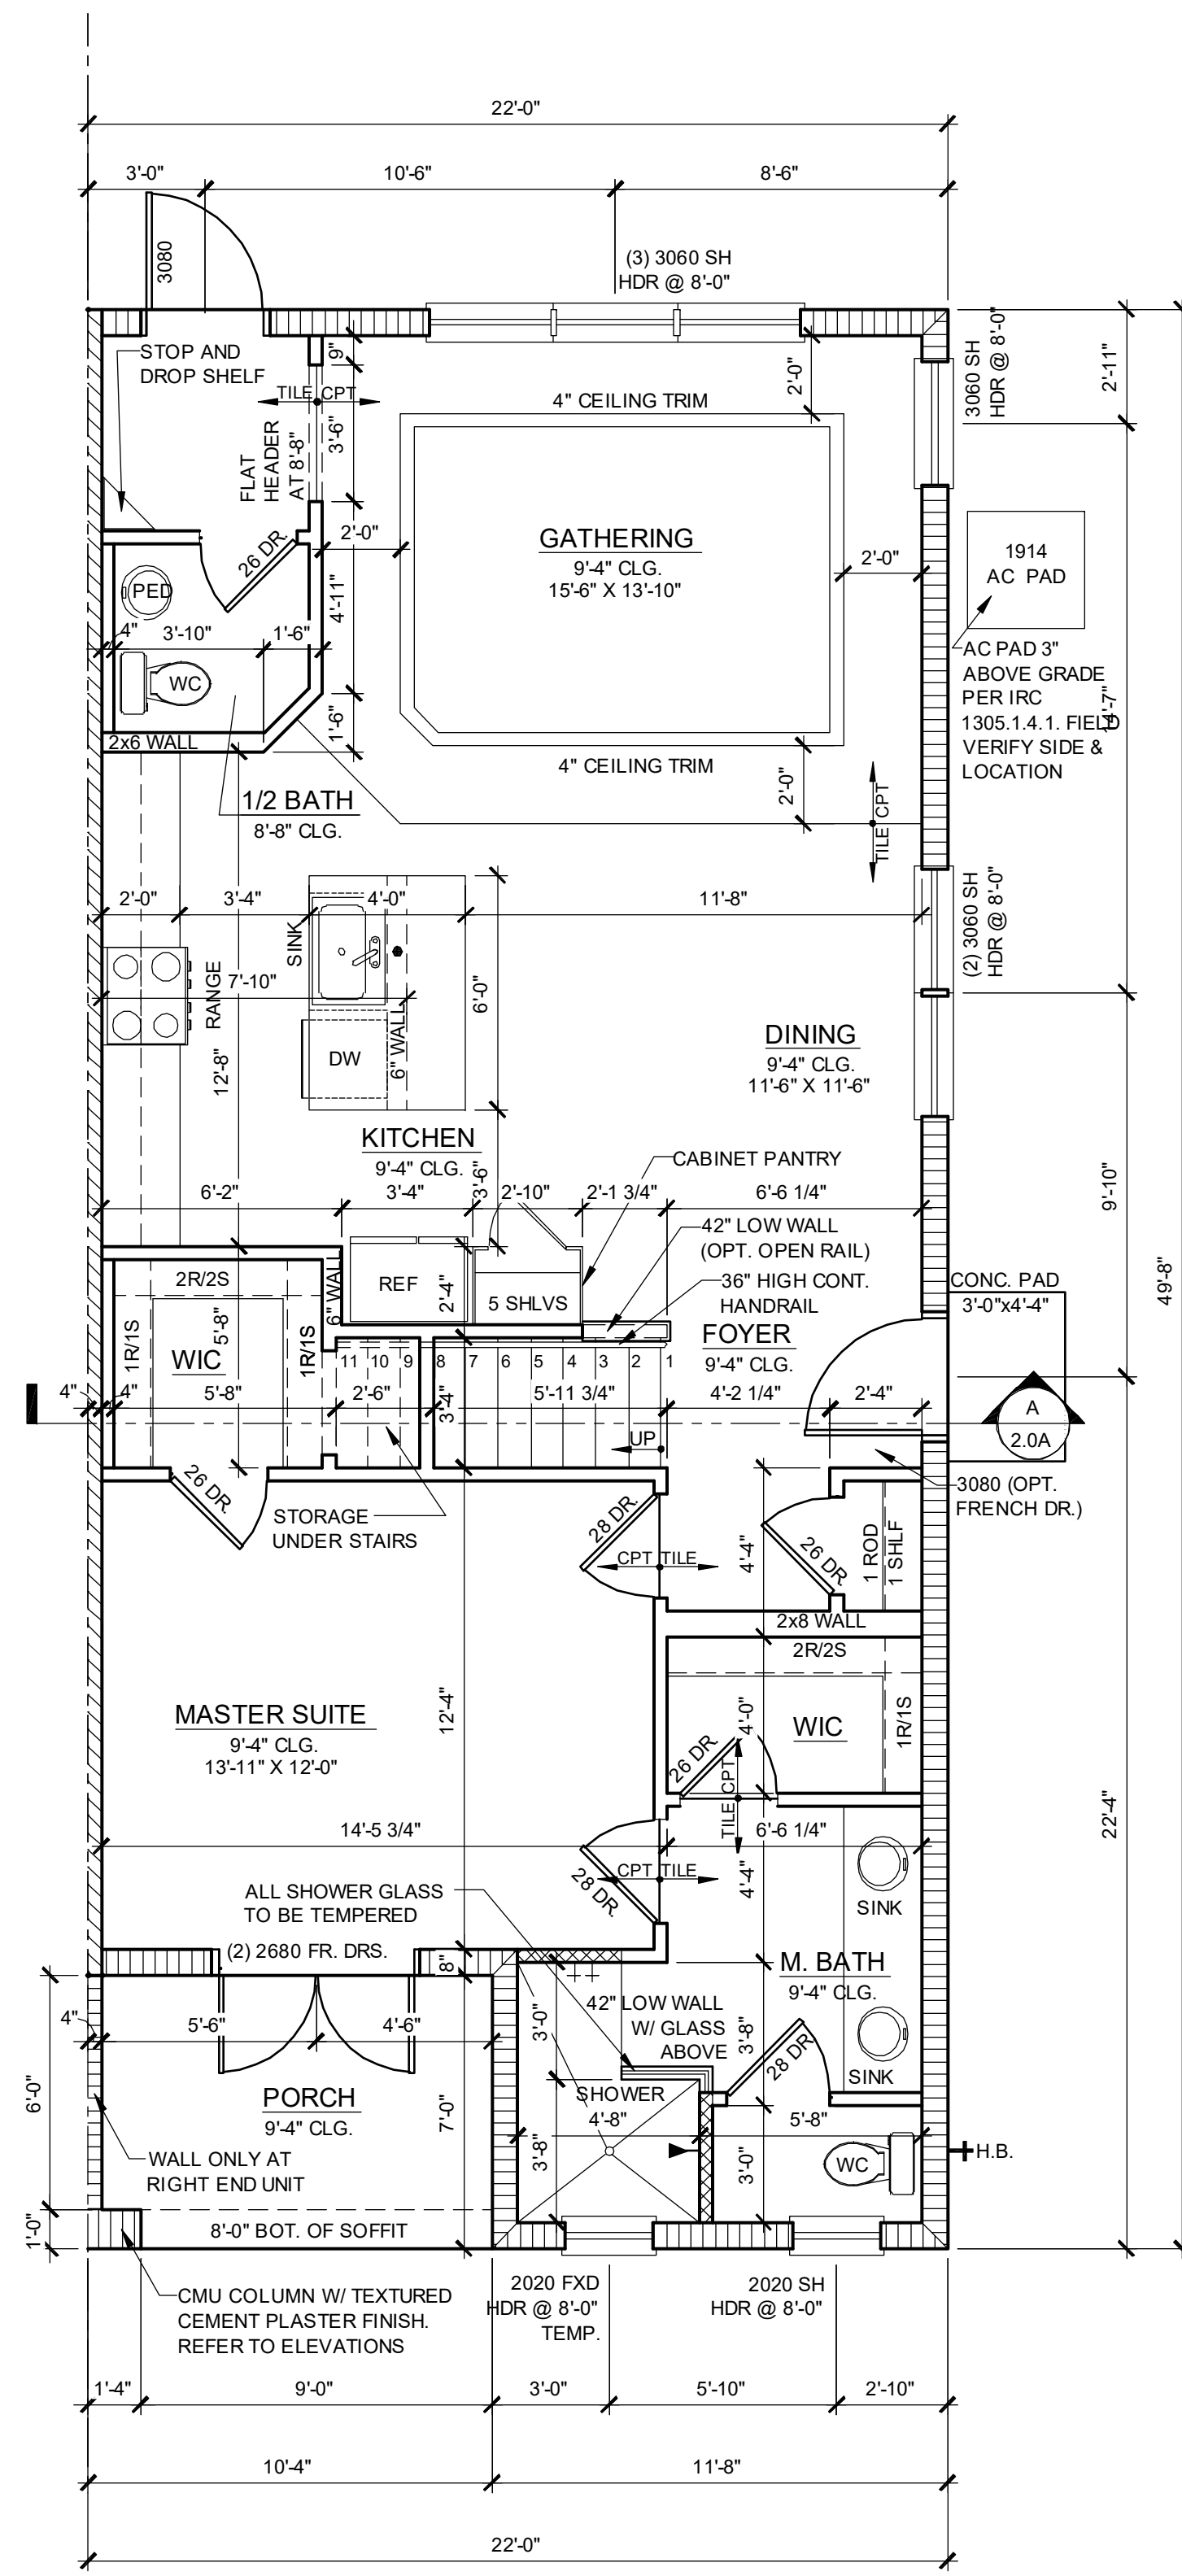 22'-0"
3'-0"
10'-6"
8'-6"
3080
(3) 3060 SH
HDR @ 8'-0"
STOP AND
DROP SHELF
9"
TILE CPT
3'-6"
FLAT
HEADER
AT 8'-8"
2'-0"
4" CEILING TRIM
3060 SH
HDR @ 8'-0"
2'-11"
GATHERING
9'-4" CLG.
15'-6" X 13'-10"
2'-0"
2'-0"
26 DR.
PED
4'-11"
4"
3'-10"
1'-6"
WC
1'-6"
2x6 WALL
1914
AC PAD
AC PAD 3"
ABOVE GRADE
PER IRC
1305.1.4.1. FIELD
VERIFY SIDE &
LOCATION
4" CEILING TRIM
2'-0"
1/2 BATH
8'-8" CLG.
TILE CPT
2'-0"
3'-4"
4'-0"
11'-8"
SINK
(2) 3060 SH
HDR @ 8'-0"
RANGE
7'-10"
6'-0"
6" WALL
DW
12'-8"
DINING
9'-4" CLG.
11'-6" X 11'-6"
KITCHEN
9'-4" CLG.
3'-6"
CABINET PANTRY
9'-10"
49'-8"
6'-2"
3'-4"
2'-10"
2'-1 3/4"
6'-6 1/4"
42" LOW WALL
(OPT. OPEN RAIL)
36" HIGH CONT.
HANDRAIL
2R/2S
6" WALL
REF
2'-4"
5 SHLVS
CONC. PAD
3'-0"x4'-4"
FOYER
9'-4" CLG.
1R/1S
WIC
5'-8"
1R/1S
11 10 9 8 7 6 5 4 3 2 1
4"
4"
5'-8"
2'-6"
3'-4"
5'-11 3/4"
4'-2 1/4"
2'-4"
A
2.0A
UP
26 DR.
STORAGE
UNDER STAIRS
28 DR.
CPT TILE
4'-4"
26 DR.
1 ROD
1 SHLF
3080 (OPT.
FRENCH DR.)
2x8 WALL
2R/2S
MASTER SUITE
9'-4" CLG.
13'-11" X 12'-0"
12'-4"
4'-0"
WIC
1R/1S
26 DR.
TILE CPT
22'-4"
14'-5 3/4"
6'-6 1/4"
28 DR.
CPT TILE
4'-4"
SINK
ALL SHOWER GLASS
TO BE TEMPERED
(2) 2680 FR. DRS.
8"
M. BATH
9'-4" CLG.
4"
5'-6"
4'-6"
3'-0"
42" LOW WALL
W/ GLASS
ABOVE
3'-8"
28 DR.
SINK
6'-0"
PORCH
9'-4" CLG.
7'-0"
SHOWER
4'-8"
3'-8"
5'-8"
3'-0"
WC
H.B.
WALL ONLY AT
RIGHT END UNIT
1'-0"
8'-0" BOT. OF SOFFIT
CMU COLUMN W/ TEXTURED
CEMENT PLASTER FINISH.
REFER TO ELEVATIONS
2020 FXD
HDR @ 8'-0"
TEMP.
2020 SH
HDR @ 8'-0"
1'-4"
9'-0"
3'-0"
5'-10"
2'-10"
10'-4"
11'-8"
22'-0"